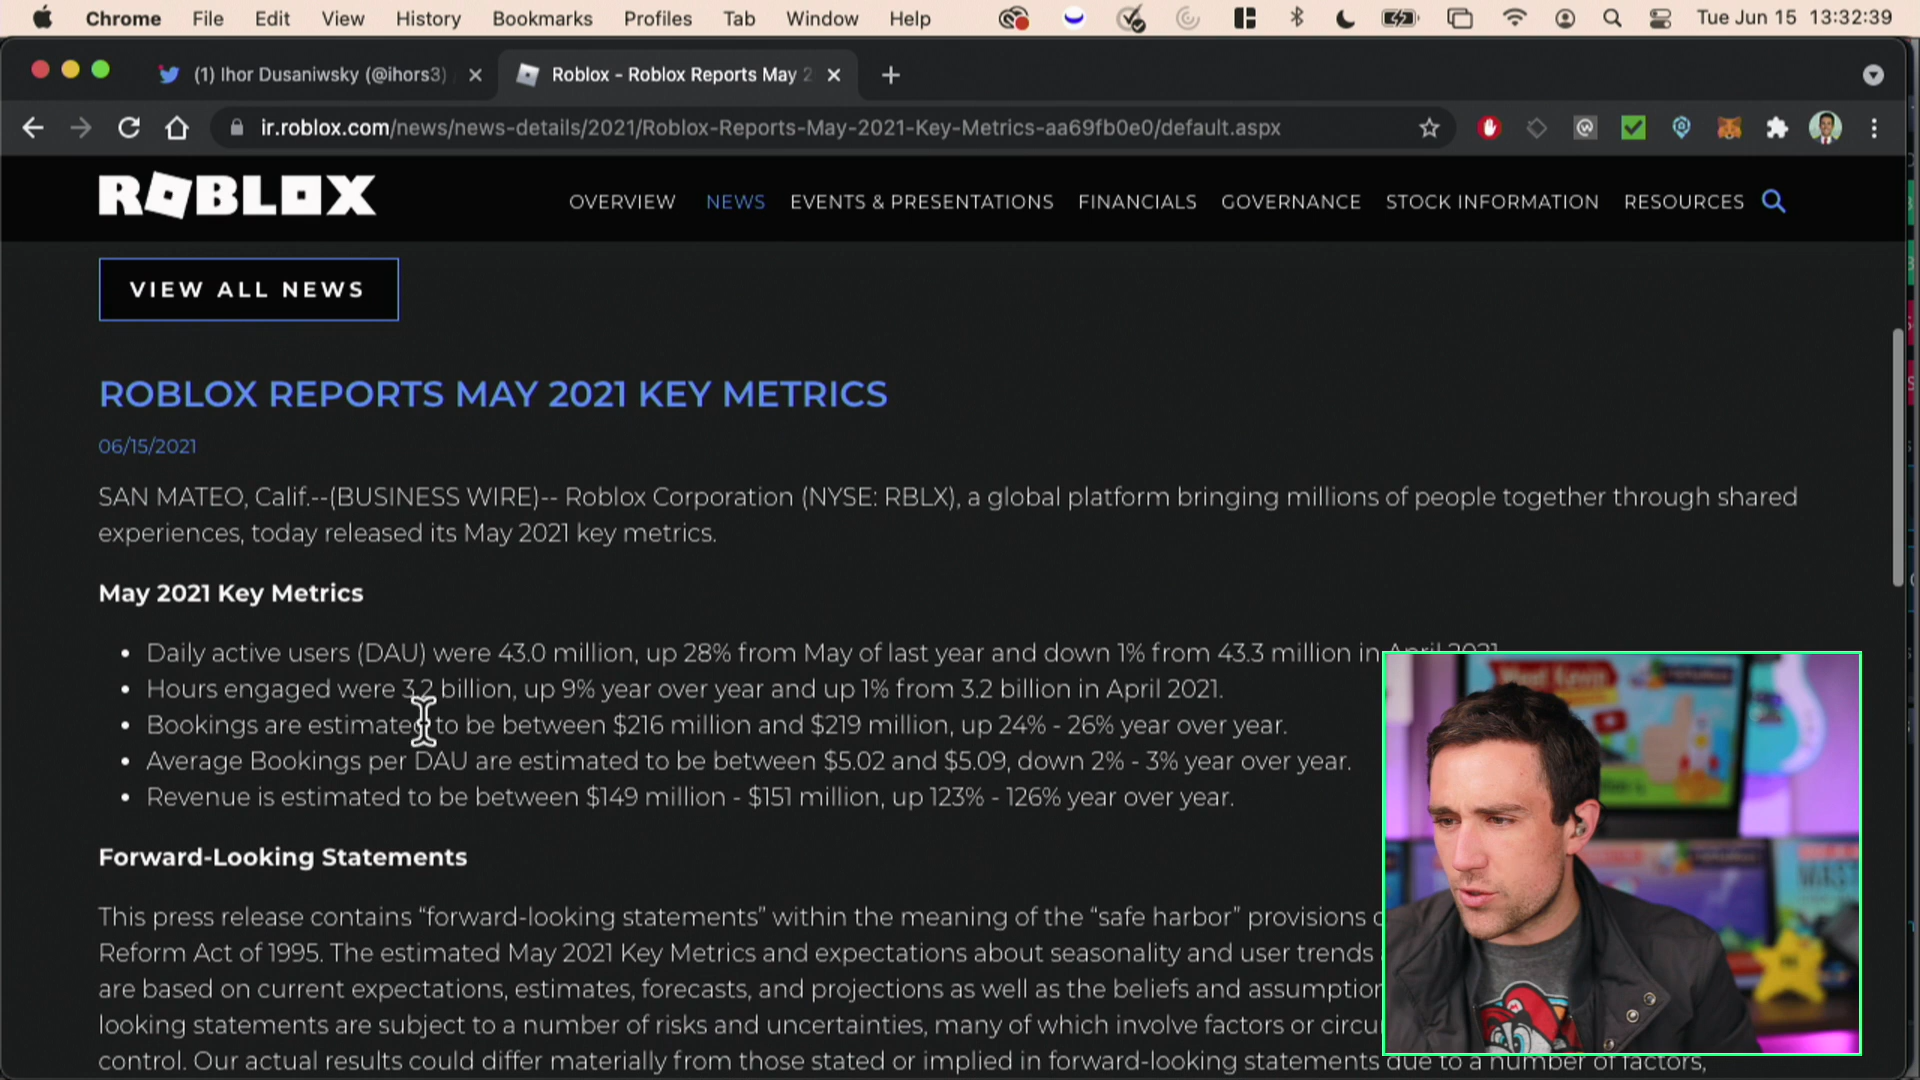 Chrome File Edit View History Bookmarks Profiles Tab Window Help Tue Jun 15 13:32:39
(1) Ihor Dusaniwsky (@ihors3) Roblox - Roblox Reports May 2
ir.roblox.com/news/news-details/2021/Roblox-Reports-May-2021-Key-Metrics-aa69fb0e0/default.aspx
ROBLOX OVERVIEW NEWS EVENTS & PRESENTATIONS FINANCIALS GOVERNANCE STOCK INFORMATION RESOURCES
VIEW ALL NEWS
ROBLOX REPORTS MAY 2021 KEY METRICS
06/15/2021
SAN MATEO, Calif.--(BUSINESS WIRE)-- Roblox Corporation (NYSE: RBLX), a global platform bringing millions of people together through shared
experiences, today released its May 2021 key metrics.
May 2021 Key Metrics
• Daily active users (DAU) were 43.0 million, up 28% from May of last year and down 1% from 43.3 million in April 2021.
• Hours engaged were 3.2 billion, up 9% year over year and up 1% from 3.2 billion in April 2021.
• Bookings are estimated to be between $216 million and $219 million, up 24% - 26% year over year.
• Average Bookings per DAU are estimated to be between $5.02 and $5.09, down 2% - 3% year over year.
• Revenue is estimated to be between $149 million - $151 million, up 123% - 126% year over year.
Forward-Looking Statements
This press release contains “forward-looking statements” within the meaning of the “safe harbor” provisions
Reform Act of 1995. The estimated May 2021 Key Metrics and expectations about seasonality and user trends
are based on current expectations, estimates, forecasts, and projections as well as the beliefs and
looking statements are subject to a number of risks and uncertainties, many of which involve factors or
control. Our actual results could differ materially from those stated or implied in forward-looking statements due to a number of factors,